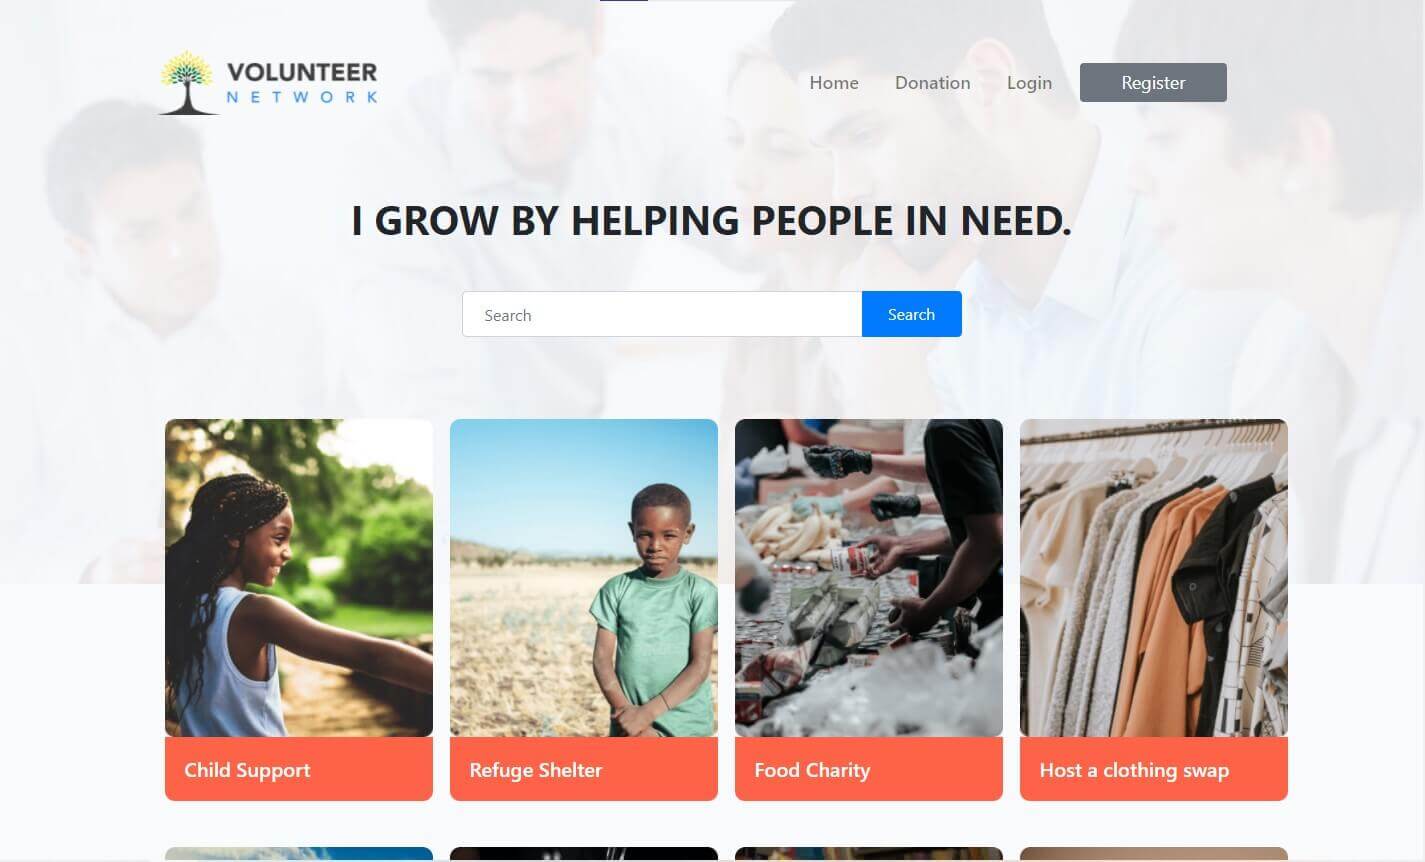 VOLUNTEER
NETWORK
Home Donation Login Register
I GROW BY HELPING PEOPLE IN NEED.
Search Search
Child Support Refuge Shelter Food Charity Host a clothing swap